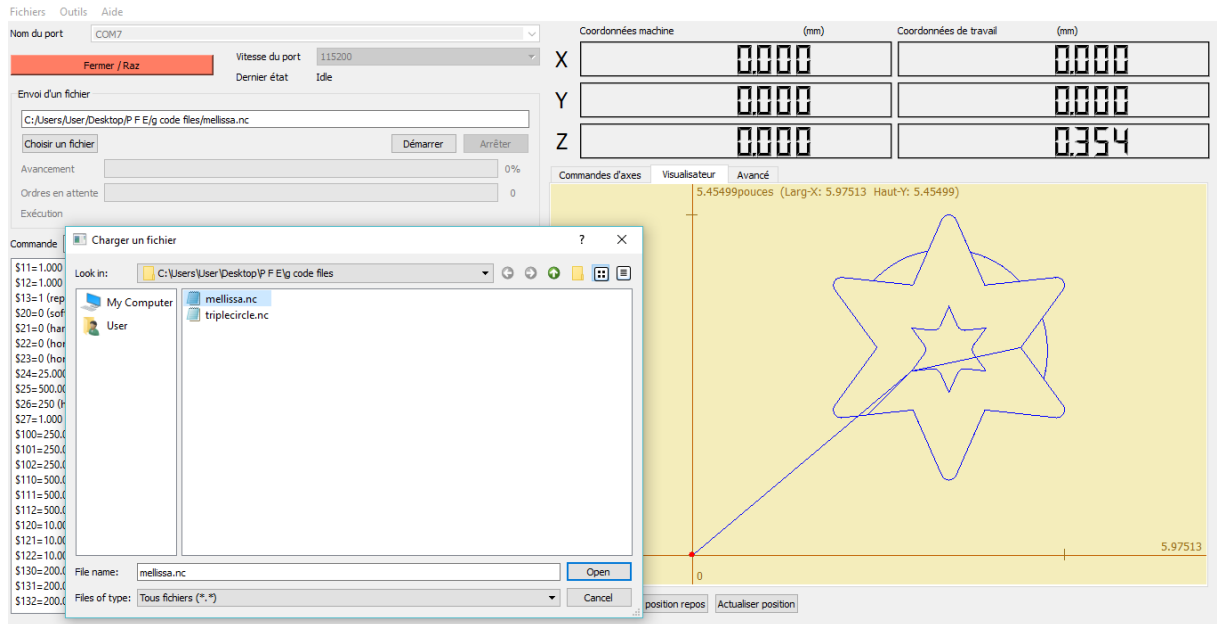 Fichiers Outils Aide
Nom du port COM7
Fermer / Raz
Vitesse du port 115200
Dernier état Idle
Envoi d'un fichier
C:/Users/User/Desktop/P F E/g code files/mellissa.nc
Choisir un fichier Démarrer Arrêter
Avancement 0%
Ordres en attente 0
Exécution
Commande
$11=1.000
$12=1.000
$13=1 (rep
$20=0 (sof
$21=0 (har
$22=0 (hor
$23=0 (hor
$24=25.000
$25=500.00
$26=250 (h
$27=1.000
$100=250.0
$101=250.0
$102=250.0
$110=500.0
$111=500.0
$112=500.0
$120=10.00
$121=10.00
$122=10.00
$130=200.0
$131=200.0
$132=200.0
Charger un fichier ? X
Look in: C:\Users\User\Desktop\P F E\g code files
My Computer
User
mellissa.nc
triplecircle.nc
File name: mellissa.nc Open
Files of type: Tous fichiers (*.*) Cancel
Coordonnées machine (mm) Coordonnées de travail (mm)
X 0.000 0.000
Y 0.000 0.000
Z 0.000 0.354
Commandes d'axes Visualisateur Avancé
5.45499pouces (Larg-X: 5.97513 Haut-Y: 5.45499)
5.97513
0
position repos Actualiser position